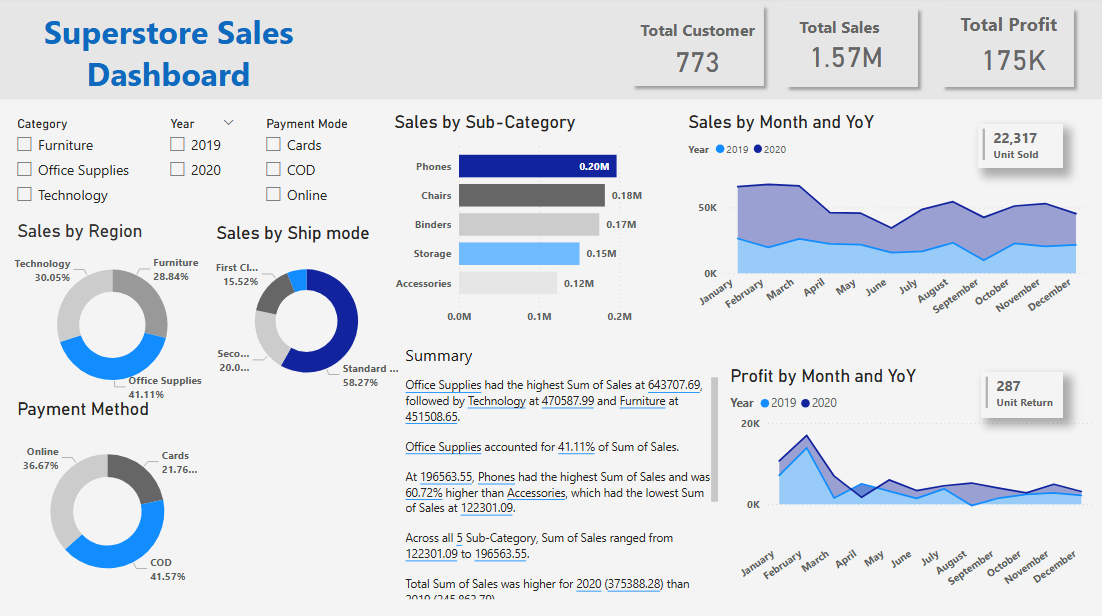 Superstore Sales
Dashboard
Total Customer
773
Total Sales
1.57M
Total Profit
175K
Category
Furniture
Office Supplies
Technology
Year
2019
2020
Payment Mode
Cards
COD
Online
Sales by Region
Technology
30.05%
Furniture
28.84%
Office Supplies
41.11%
Sales by Ship mode
First Cl...
15.52%
Seco...
20.0...
Standard ...
58.27%
Payment Method
Online
36.67%
Cards
21.76...
COD
41.57%
Sales by Sub-Category
Phones
0.20M
Chairs
0.18M
Binders
0.17M
Storage
0.15M
Accessories
0.12M
0.0M 0.1M 0.2M
Summary
Office Supplies had the highest Sum of Sales at 643707.69,
followed by Technology at 470587.99 and Furniture at
451508.65.
Office Supplies accounted for 41.11% of Sum of Sales.
At 196563.55, Phones had the highest Sum of Sales and was
60.72% higher than Accessories, which had the lowest Sum
of Sales at 122301.09.
Across all 5 Sub-Category, Sum of Sales ranged from
122301.09 to 196563.55.
Total Sum of Sales was higher for 2020 (375388.28) than
Sales by Month and YoY
Year 2019 2020
22,317
Unit Sold
50K
0K
January
February
March
April
May
June
July
August
September
October
November
December
Profit by Month and YoY
Year 2019 2020
287
Unit Return
20K
0K
January
February
March
April
May
June
July
August
September
October
November
December